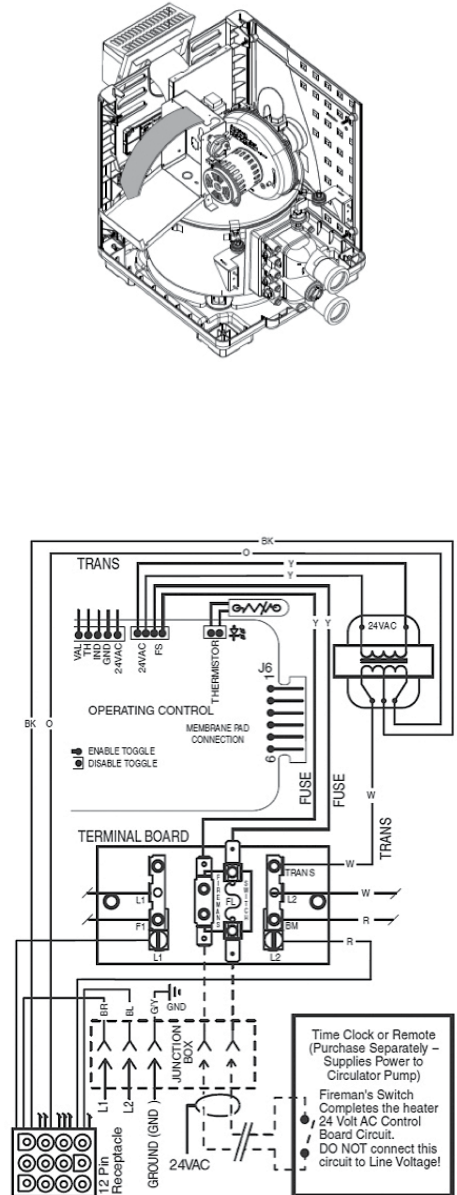 BK
O
TRANS
Y
Y
24VAC
VAL
TH
IND
GND
24VAC
24VAC
FS
THERMISTOR
Y Y
BK O
OPERATING CONTROL
J6
1
MEMBRANE PAD
CONNECTION
6
ENABLE TOGGLE
DISABLE TOGGLE
FUSE
FUSE
W
TRANS
TERMINAL BOARD
W
TRANS
FIREMANS
SWITCH
L1
FL
L2
W
F1
BM
R
L1
L2
R
BR
BL
G/Y
GND
JUNCTION
BOX
L1
L2
GROUND (GND )
24VAC
12 Pin
Receptacle
Time Clock or Remote
(Purchase Separately –
Supplies Power to
Circulator Pump)
Fireman's Switch
Completes the heater
24 Volt AC Control
Board Circuit.
DO NOT connect this
circuit to Line Voltage!